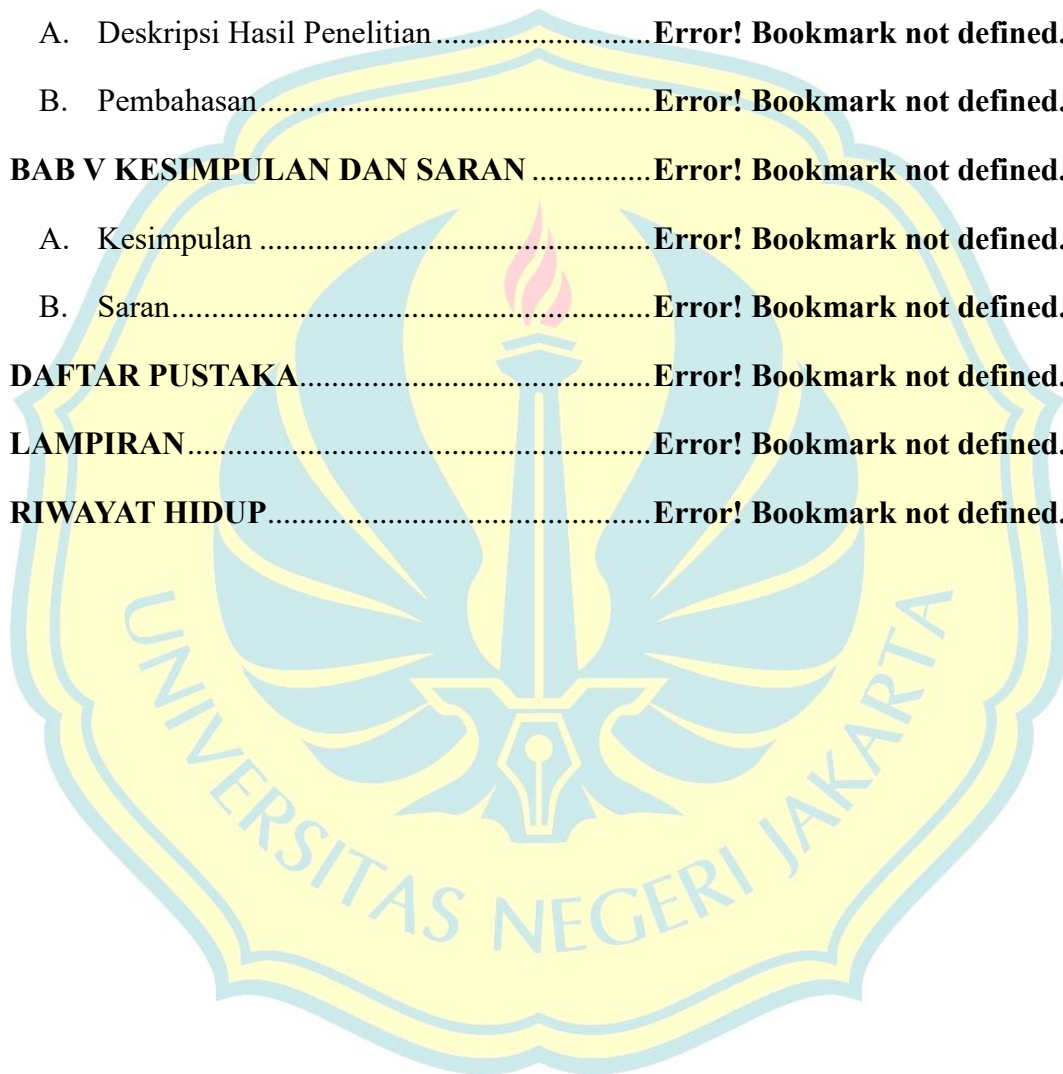 A. Deskripsi Hasil Penelitian..........................Error! Bookmark not defined.
B. Pembahasan................................................Error! Bookmark not defined.
BAB V KESIMPULAN DAN SARAN..............Error! Bookmark not defined.
A. Kesimpulan................................................Error! Bookmark not defined.
B. Saran...........................................................Error! Bookmark not defined.
DAFTAR PUSTAKA..........................................Error! Bookmark not defined.
LAMPIRAN........................................................Error! Bookmark not defined.
RIWAYAT HIDUP..............................................Error! Bookmark not defined.
UNIVERSITAS NEGERI JAKARTA